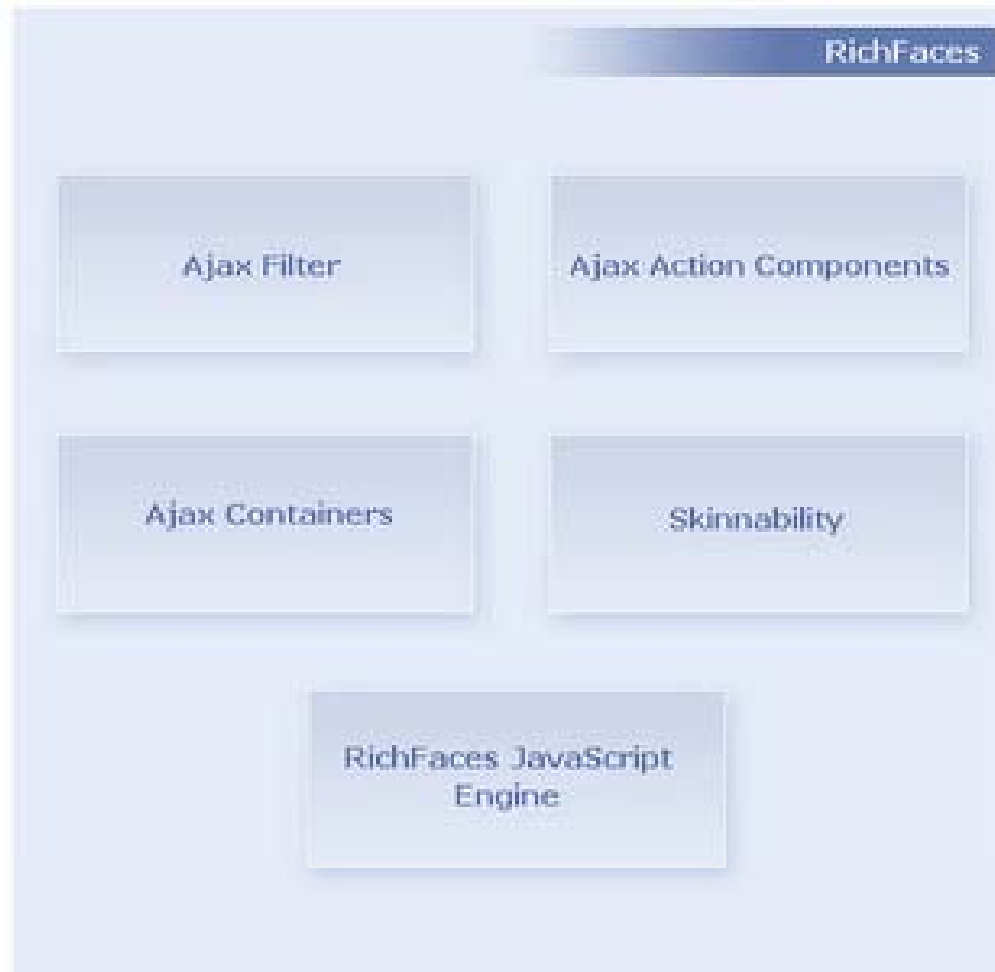 RichFaces
Ajax Filter
Ajax Action Components
Ajax Containers
Skinnability
RichFaces JavaScript
Engine